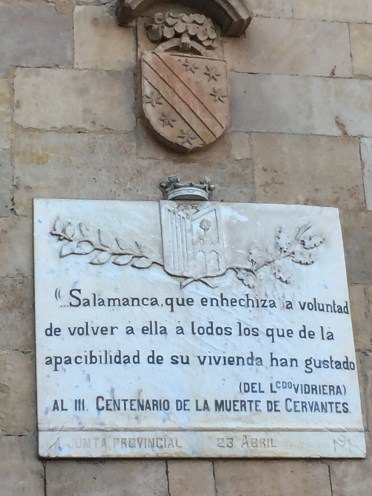 “...Salamanca, que enhechiza la voluntad
de volver á ella á todos los que de la
apacibilidad de su vivienda han gustado
(DEL L.CDO VIDRIERA)
AL III. CENTENARIO DE LA MUERTE DE CERVANTES.
JUNTA PROVINCIAL 23 ABRIL